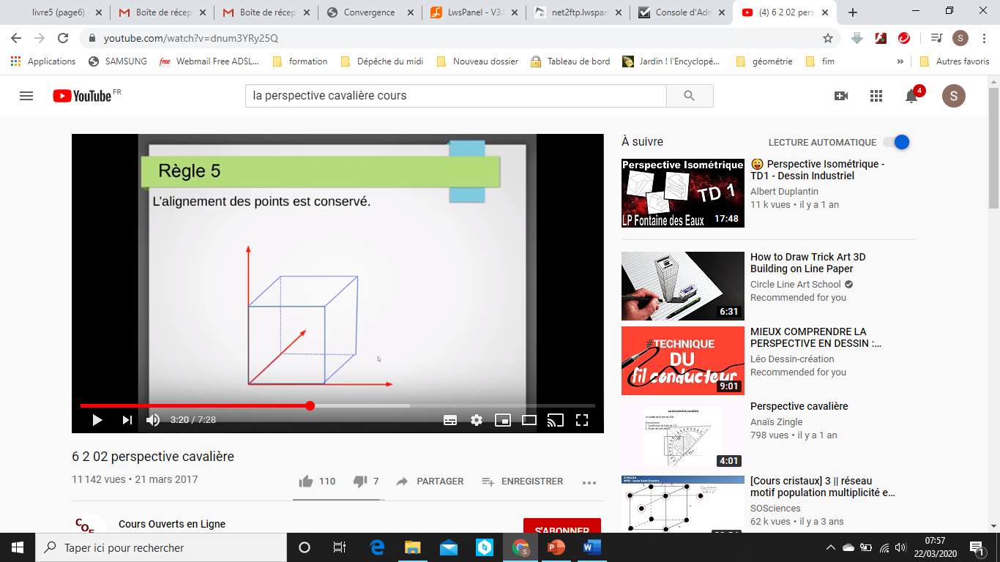 livre5 (page6)
Boîte de récep
Boîte de récep
Convergence
LwsPanel - V3.
net2ftp.lwspan
Console d'Adm
(4) 6 2 02 pers
youtube.com/watch?v=dnum3YRy25Q
S
Applications
SAMSUNG
free
Webmail Free ADSL...
formation
Dépêche du midi
Nouveau dossier
Tableau de bord
Jardin ! l'Encyclopé...
géométrie
fim
»
Autres favoris
YouTube FR
la perspective cavalière cours
4
S
Règle 5
L'alignement des points est conservé.
3:20 / 7:28
6 2 02 perspective cavalière
11 142 vues • 21 mars 2017
110
7
PARTAGER
ENREGISTRER
Cours Ouverts en Ligne
S'ABONNER
À suivre
LECTURE AUTOMATIQUE
Perspective Isométrique
TD 1
LP Fontaine des Eaux
17:48
😜 Perspective Isométrique -
TD1 - Dessin Industriel
Albert Duplantin
11 k vues • il y a 1 an
6:31
How to Draw Trick Art 3D
Building on Line Paper
Circle Line Art School
Recommended for you
#TECHNIQUE
DU
fil conducteur
9:01
MIEUX COMPRENDRE LA
PERSPECTIVE EN DESSIN :...
Léo Dessin-création
Recommended for you
La perspective cavalière
4:01
Perspective cavalière
Anaïs Zingle
798 vues • il y a 1 an
[Cours cristaux] 3 || réseau
motif population multiplicité e...
SOSciences
62 k vues • il y a 3 ans
Taper ici pour rechercher
07:57
22/03/2020
1